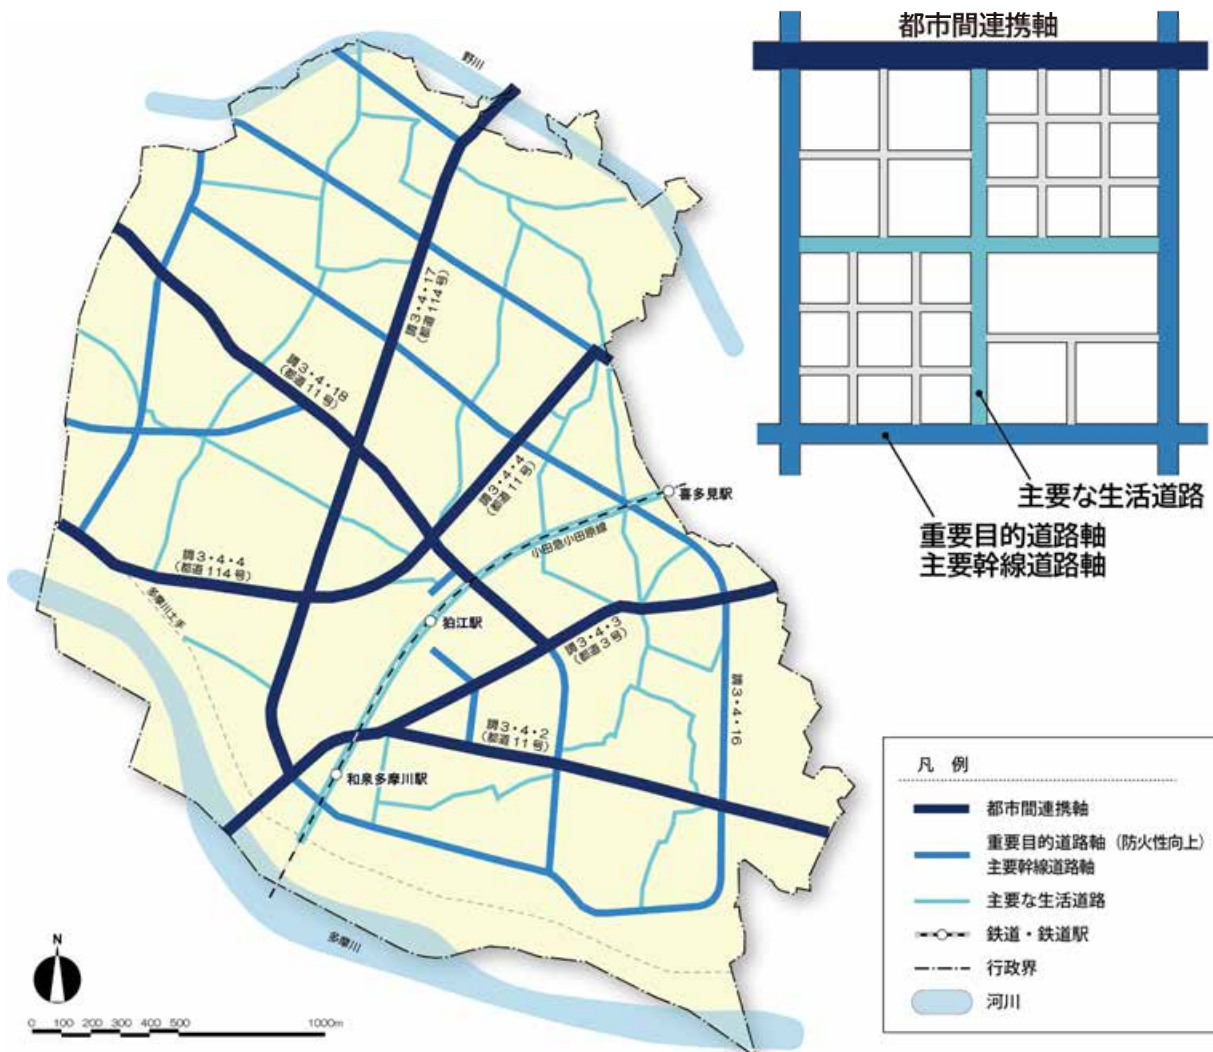 都市間連携軸
主要な生活道路
重要目的道路軸
主要幹線道路軸
野川
調3・4・17
(都道114号)
調3・4・18
(都道11号)
調3・4・4
(都道11号)
喜多見駅
小田急小田原線
調3・4・4
(都道114号)
多摩川土手
狛江駅
調3・4・3
(都道3号)
調3・4・16
調3・4・2
(都道11号)
和泉多摩川駅
多摩川
N
0 100 200 300 400 500 1000m
凡 例
都市間連携軸
重要目的道路軸(防火性向上)
主要幹線道路軸
主要な生活道路
鉄道・鉄道駅
行政界
河川